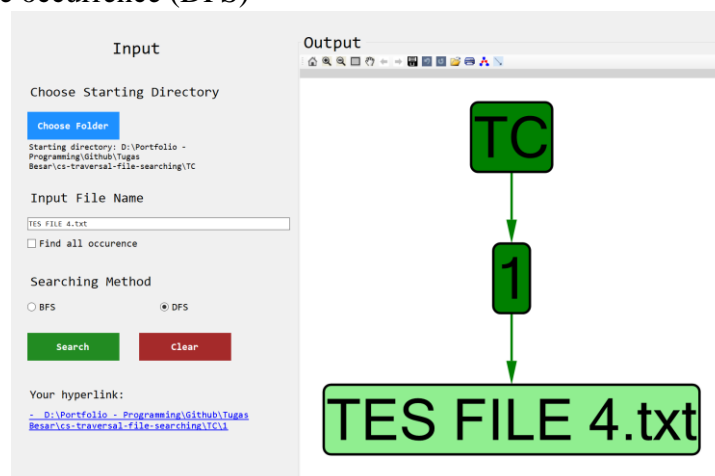 occurrence (DFS)
Input
Choose Starting Directory
Choose Folder
Starting directory: D:\Portfolio -
Programming\Github\Tugas
Besar\cs-traversal-file-searching\TC
Input File Name
TES FILE 4.txt
Find all occurence
Searching Method
BFS
DFS
Search
Clear
Your hyperlink:
- D:\Portfolio - Programming\Github\Tugas
Besar\cs-traversal-file-searching\TC\1
Output
TC
1
TES FILE 4.txt